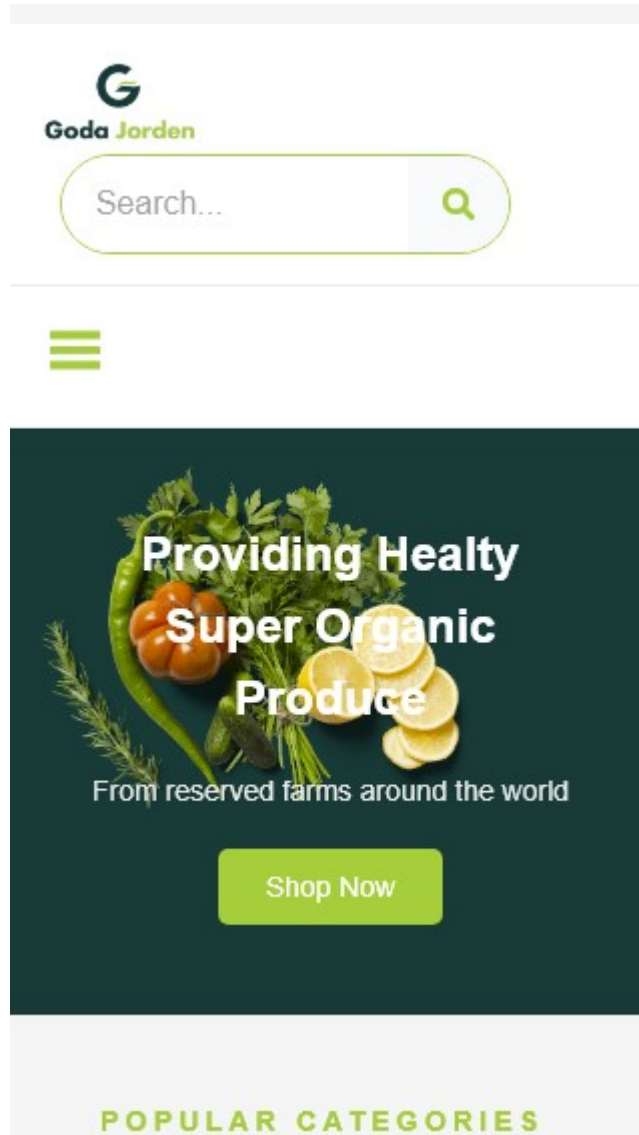 G
Goda Jorden
Search...
Providing Healty
Super Organic
Produce
From reserved farms around the world
Shop Now
POPULAR CATEGORIES